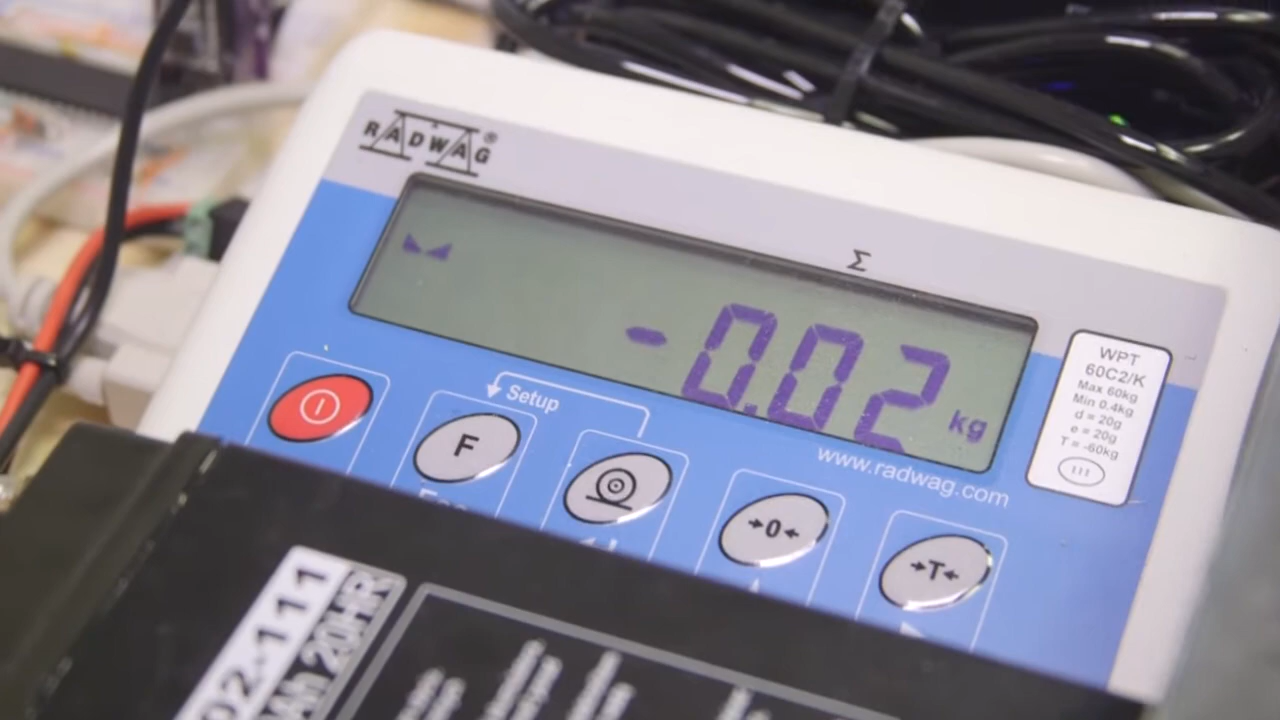 RADWAG®
Σ
-0.02 kg
WPT
60C2/K
Max 60kg
Min 0.4kg
d = 20g
e = 20g
T = -60kg
III
Setup
www.radwag.com
F
→0←
→T←
02-111
Ah 20HR